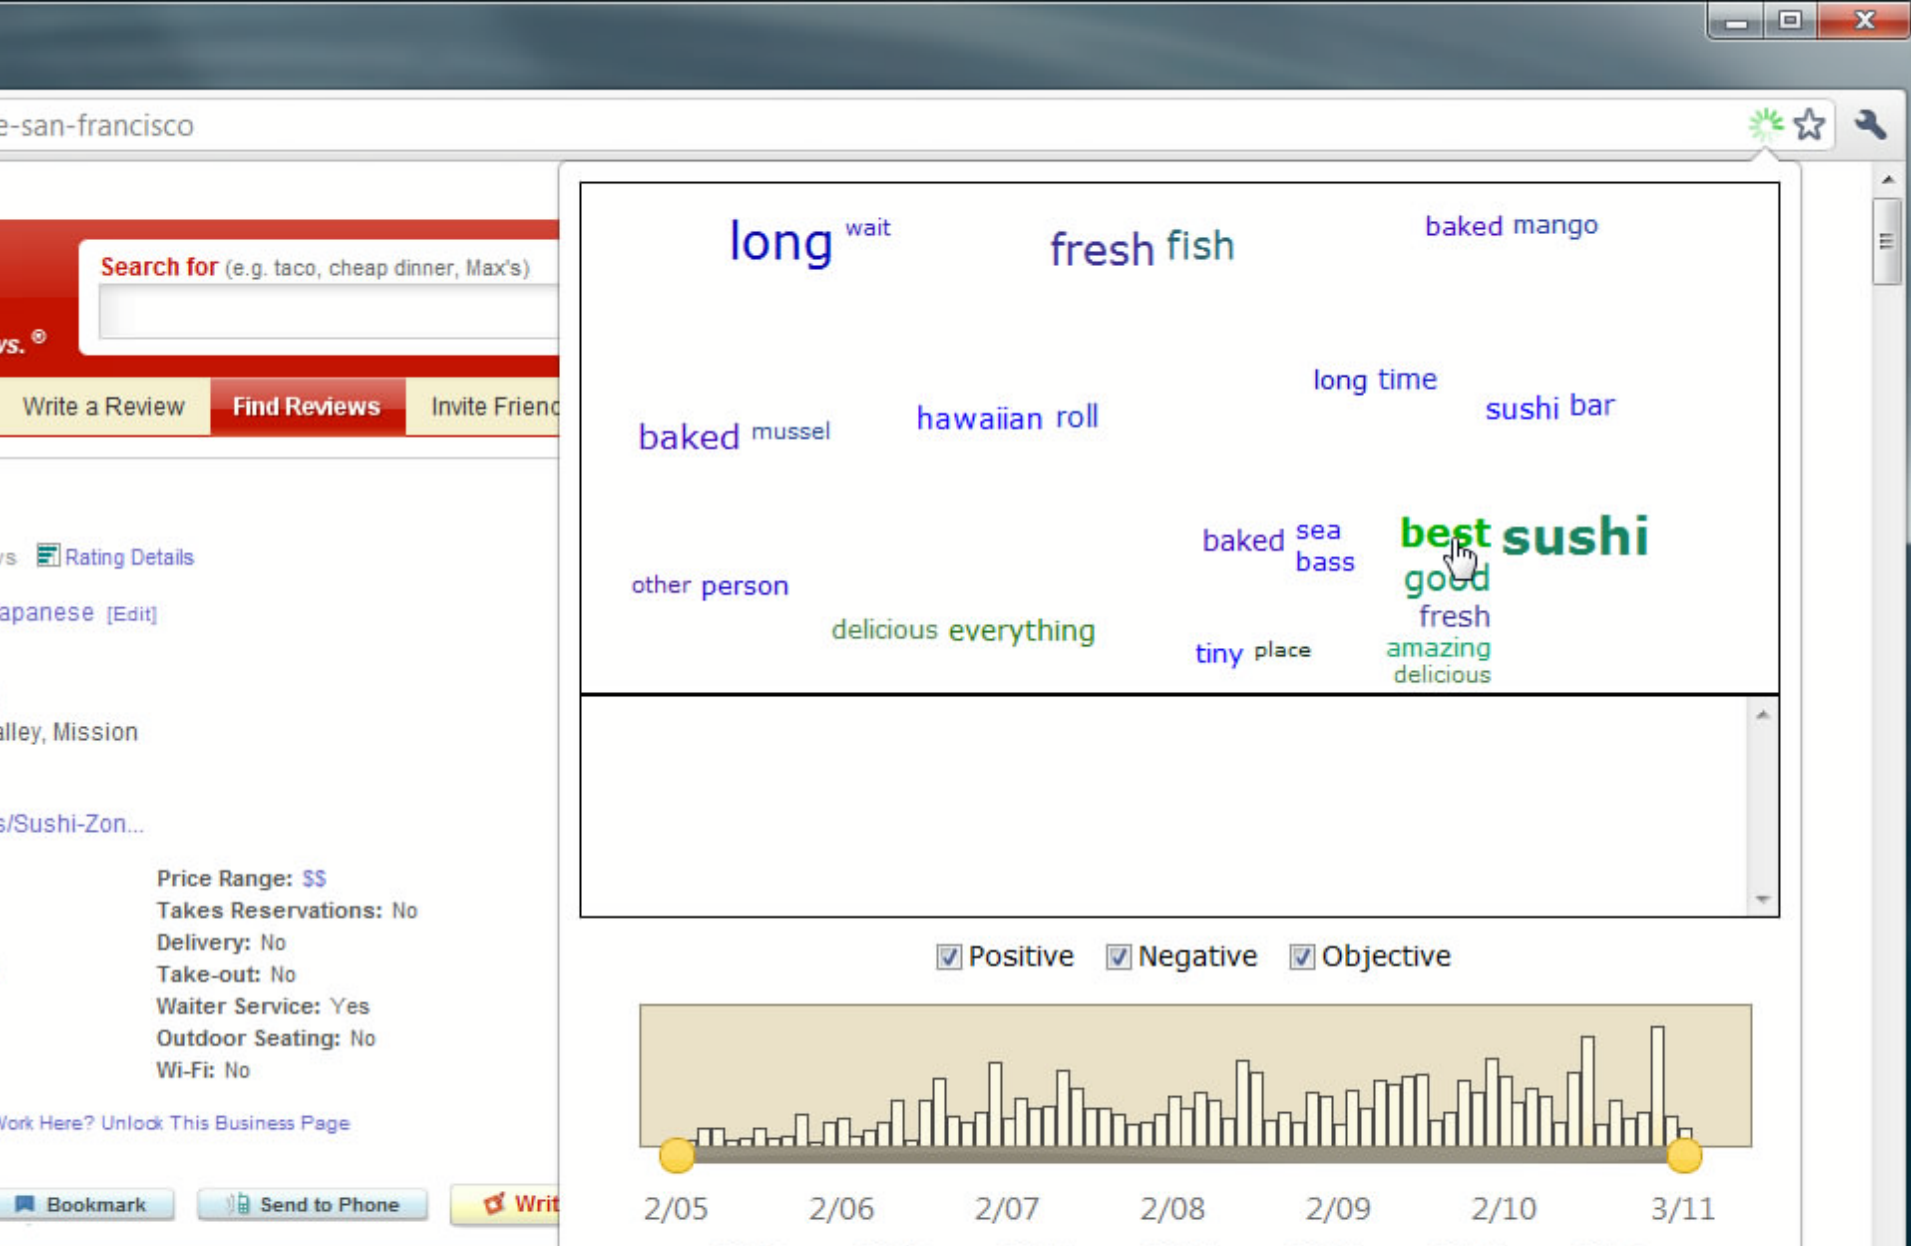 e-san-francisco
Search for (e.g. taco, cheap dinner, Max's)
ws. ®
Write a Review Find Reviews Invite Friend
long wait
fresh fish
baked mango
long time
sushi bar
hawaiian roll
baked mussel
baked sea bass
best sushi
good
fresh
amazing
delicious
other person
delicious everything
tiny place
Rating Details
apanese [Edit]
alley, Mission
s/Sushi-Zon...
Price Range: $$
Takes Reservations: No
Delivery: No
Take-out: No
Waiter Service: Yes
Outdoor Seating: No
Wi-Fi: No
Work Here? Unlock This Business Page
Bookmark Send to Phone Writ
Positive Negative Objective
2/05 2/06 2/07 2/08 2/09 2/10 3/11